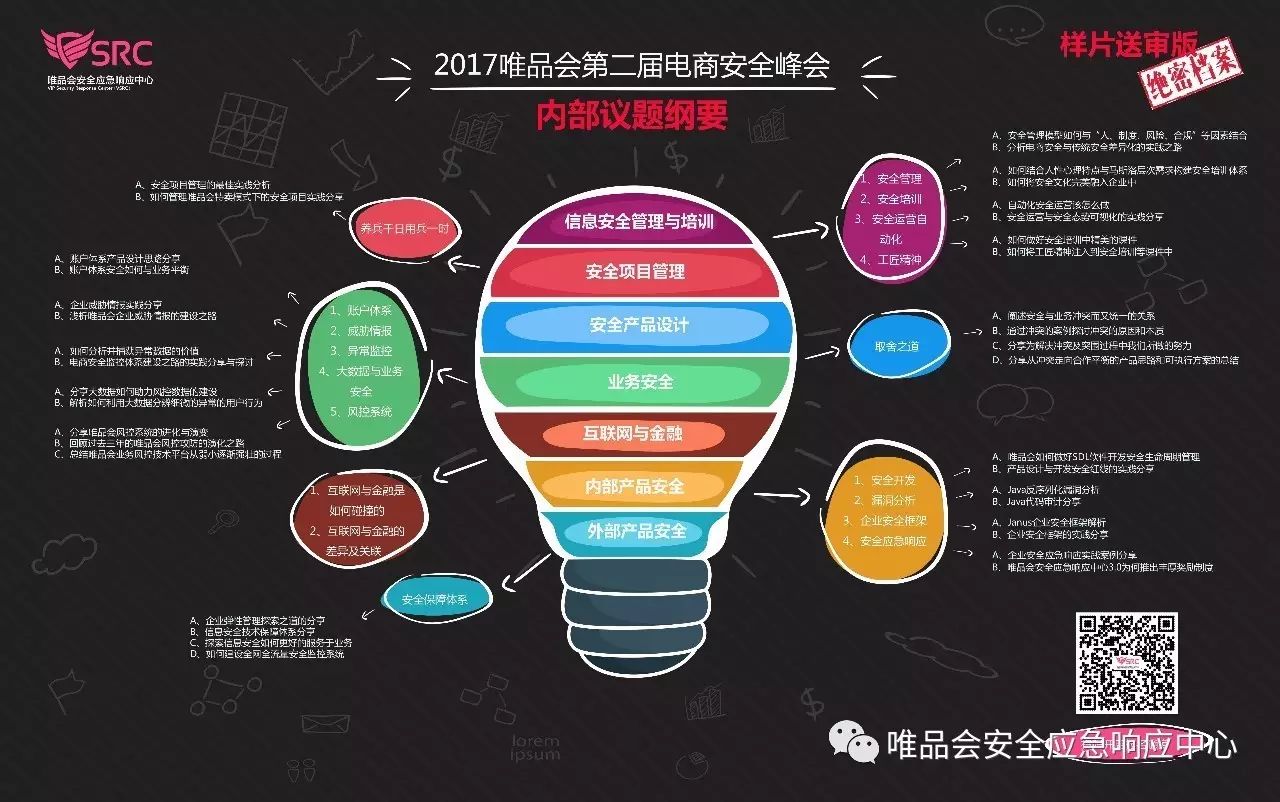 SRC
唯品会安全应急响应中心
VIP Security Response Center (VSRC)
2017唯品会第二届电商安全峰会
内部议题纲要
样片送审版
绝密档案
信息安全管理与培训
安全项目管理
安全产品设计
业务安全
互联网与金融
内部产品安全
外部产品安全
A、安全项目管理的最佳实践分析
B、如何管理唯品会特卖模式下的安全项目实践分享
养兵千日用兵一时
A、账户体系产品设计思路分享
B、账户体系安全如何与业务平衡
A、企业威胁情报实践分享
B、浅析唯品会企业威胁情报的建设之路
A、如何分析并捕获异常数据的价值
B、电商安全监控体系建设之路的实践分享与探讨
A、分享大数据如何助力风控数据的建设
B、解析如何利用大数据分辨细微的异常的用户行为
A、分享唯品会风控系统的进化与演变
B、回顾过去三年的唯品会风控攻防的演化之路
C、总结唯品会业务风控技术平台从弱小逐渐强壮的过程
1、账户体系
2、威胁情报
3、异常监控
4、大数据与业务
安全
5、风控系统
1、互联网与金融是
如何碰撞的
2、互联网与金融的
差异及关联
安全保障体系
A、企业弹性管理探索之道的分享
B、信息安全技术保障体系分享
C、探索信息安全如何更好的服务于业务
D、如何建设全网全流量安全监控系统
1、安全管理
2、安全培训
3、安全运营自
动化
4、工匠精神
A、安全管理模型如何与“人、制度、风险、合规”等因素结合
B、分析电商安全与传统安全差异化的实践之路
A、如何结合人性心理特点与马斯洛层次需求构建安全培训体系
B、如何将安全文化完美融入企业中
A、自动化安全运营该怎么做
B、安全运营与安全态势可视化的实践分享
A、如何做好安全培训中精美的课件
B、如何将工匠精神注入到安全培训等课件中
取舍之道
A、阐述安全与业务冲突而又统一的关系
B、通过冲突的案例探讨冲突的原因和本质
C、分享为解决冲突及突围过程中我们所做的努力
D、分享从冲突走向合作平衡的产品思路和可执行方案的总结
1、安全开发
2、漏洞分析
3、企业安全框架
4、安全应急响应
A、唯品会如何做好SDL软件开发安全生命周期管理
B、产品设计与开发安全红线的实践分享
A、Java反序列化漏洞分析
B、Java代码审计分享
A、Janus企业安全框架解析
B、企业安全框架的实践分享
A、企业安全应急响应实践案例分享
B、唯品会安全应急响应中心3.0为何推出丰厚奖励制度
SRC
唯品会安全应急响应中心
lorem
ipsum